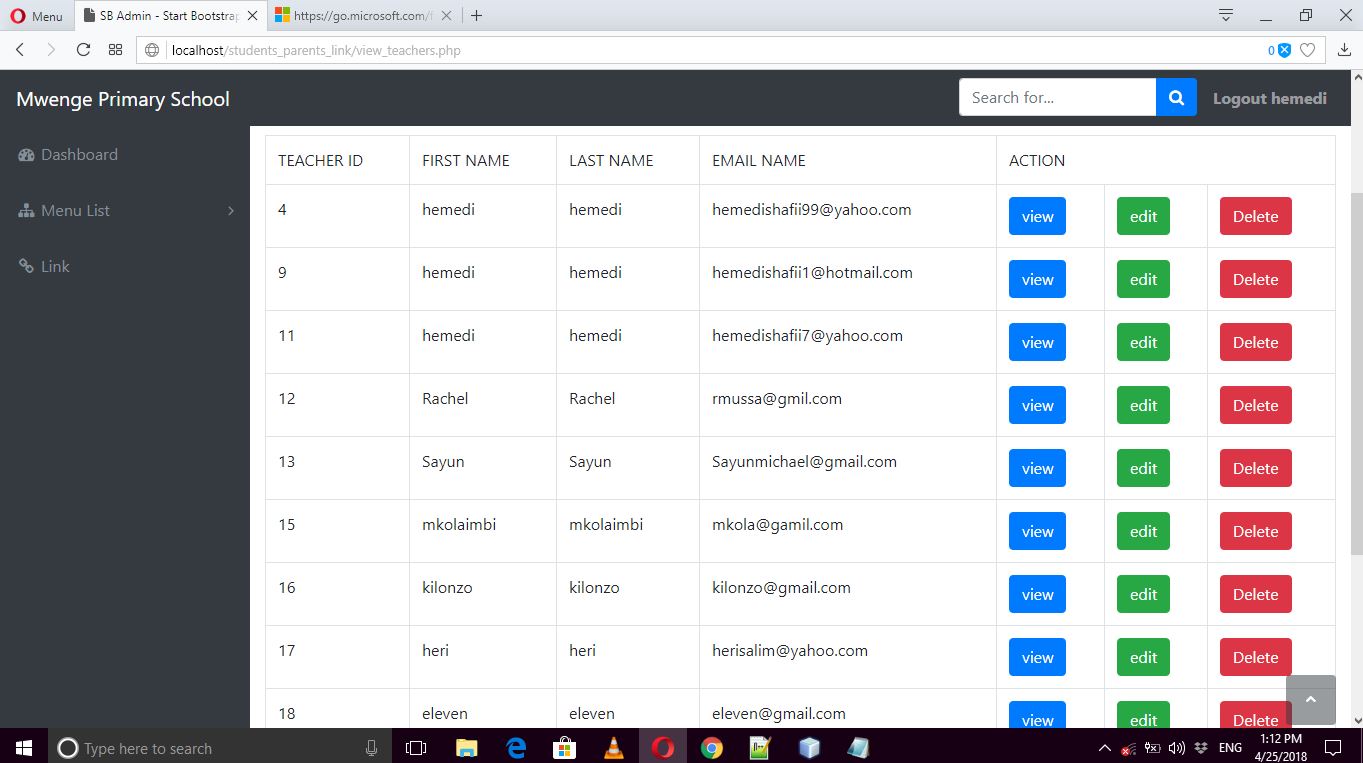 Menu
SB Admin - Start Bootstrap
https://go.microsoft.com/f
localhost/students_parents_link/view_teachers.php
0
Mwenge Primary School
Search for...
Logout hemedi
Dashboard
Menu List
Link
TEACHER ID FIRST NAME LAST NAME EMAIL NAME ACTION
4 hemedi hemedi hemedishafii99@yahoo.com view edit Delete
9 hemedi hemedi hemedishafii1@hotmail.com view edit Delete
11 hemedi hemedi hemedishafii7@yahoo.com view edit Delete
12 Rachel Rachel rmussa@gmil.com view edit Delete
13 Sayun Sayun Sayunmichael@gmail.com view edit Delete
15 mkolaimbi mkolaimbi mkola@gamil.com view edit Delete
16 kilonzo kilonzo kilonzo@gmail.com view edit Delete
17 heri heri herisalim@yahoo.com view edit Delete
18 eleven eleven eleven@gmail.com view edit Delete
Type here to search
ENG
1:12 PM
4/25/2018